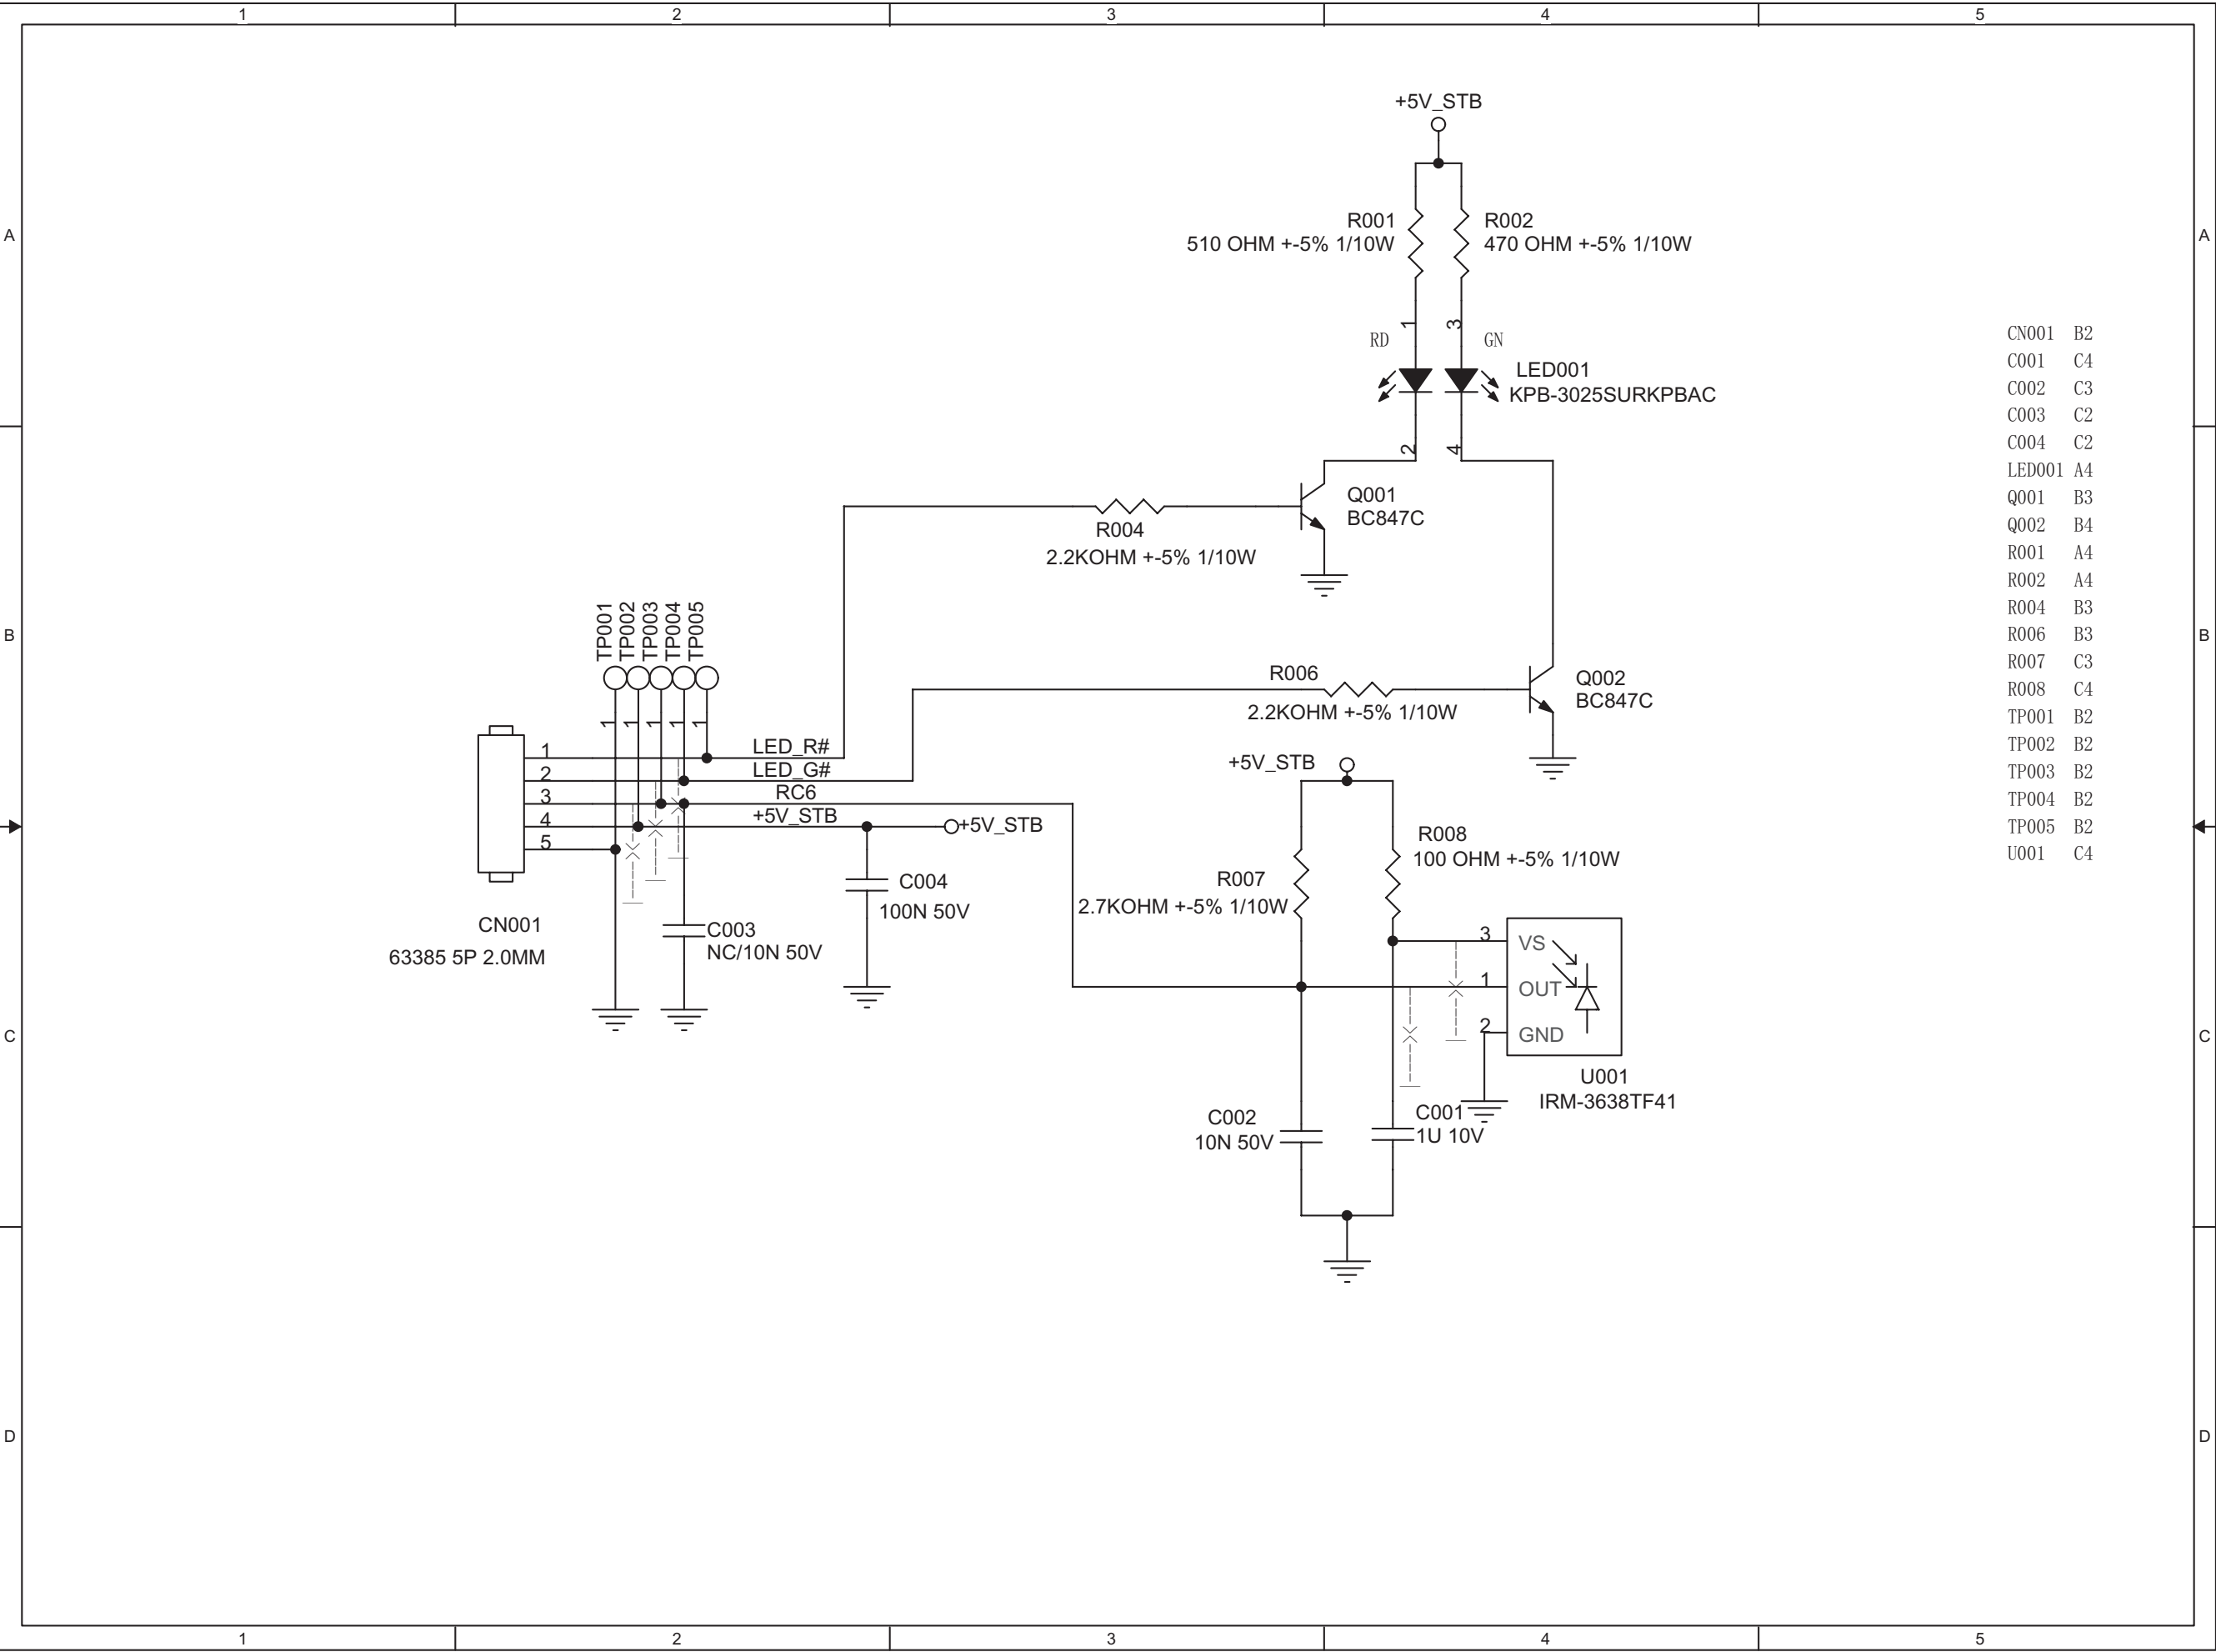 1 2 3 4 5
A
A
B
B
C
C
D
D
+5V_STB
R001
510 OHM +-5% 1/10W
R002
470 OHM +-5% 1/10W
1
3
RD
GN
LED001
KPB-3025SURKPBAC
2
4
Q001
BC847C
R004
2.2KOHM +-5% 1/10W
TP001
TP002
TP003
TP004
TP005
1
1
1
1
1
R006
2.2KOHM +-5% 1/10W
Q002
BC847C
1
LED_R#
2
LED_G#
3
RC6
4
+5V_STB
+5V_STB
5
CN001
63385 5P 2.0MM
C004
100N 50V
C003
NC/10N 50V
+5V_STB
R008
100 OHM +-5% 1/10W
R007
2.7KOHM +-5% 1/10W
3
VS
1
OUT
2
GND
U001
IRM-3638TF41
C002
10N 50V
C001
1U 10V
CN001 B2
C001 C4
C002 C3
C003 C2
C004 C2
LED001 A4
Q001 B3
Q002 B4
R001 A4
R002 A4
R004 B3
R006 B3
R007 C3
R008 C4
TP001 B2
TP002 B2
TP003 B2
TP004 B2
TP005 B2
U001 C4
1 2 3 4 5